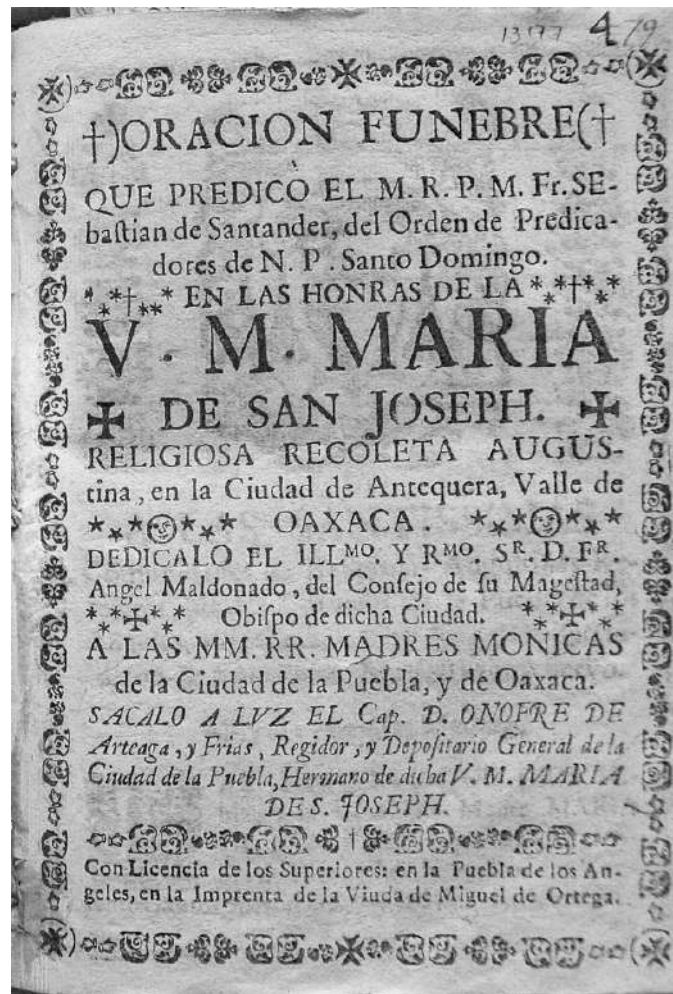 13177 4 79
†)ORACION FUNEBRE(†
QUE PREDICÒ EL M. R. P. M. Fr. SE-
baſtian de Santander, del Orden de Predica-
dores de N. P. Santo Domingo.
EN LAS HONRAS DE LA
V. M. MARIA
DE SAN JOSEPH.
RELIGIOSA RECOLETA AUGUS-
tina, en la Ciudad de Antequera, Valle de
OAXACA.
DEDICALO EL ILLMO. Y RMO. SR. D. FR.
Angel Maldonado, del Conſejo de ſu Mageſtad,
Obiſpo de dicha Ciudad.
A LAS MM. RR. MADRES MONICAS
de la Ciudad de la Puebla, y de Oaxaca.
SACALO A LVZ EL Cap. D. ONOFRE DE
Arteaga, y Frias, Regidor, y Depoſitario General de la
Ciudad de la Puebla, Hermano de dicha V. M. MARIA
DE S. JOSEPH.
Con Licencia de los Superiores: en la Puebla de los An-
geles, en la Imprenta de la Viuda de Miguel de Ortega.